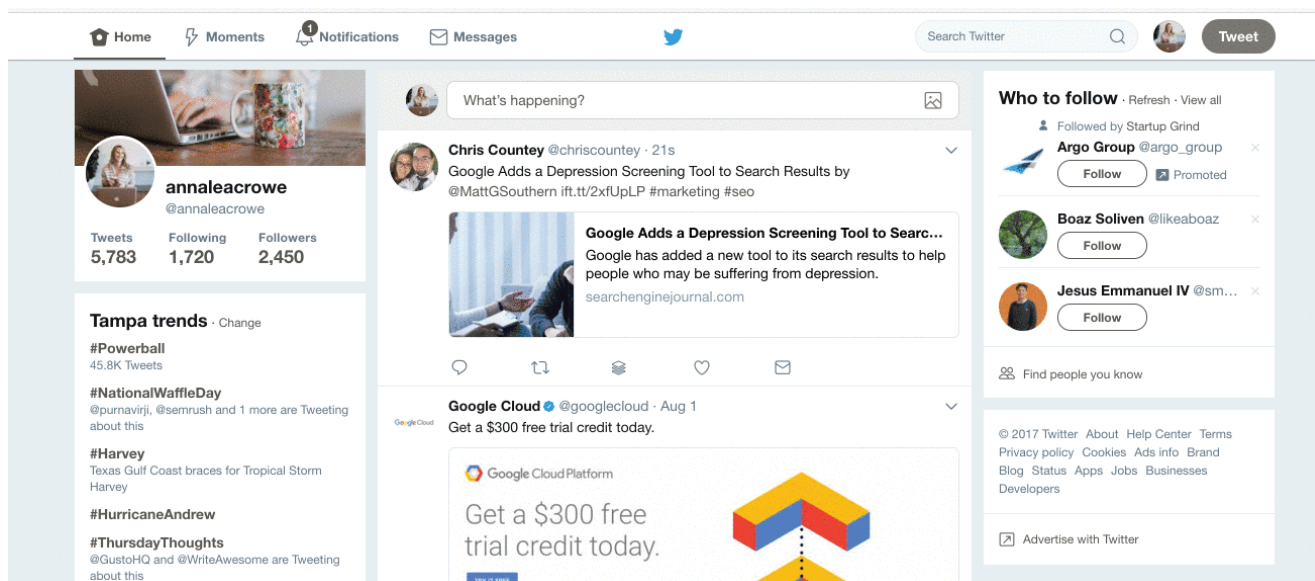 Home
Moments
1
Notifications
Messages
Search Twitter
Tweet
annaleacrowe
@annaleacrowe
Tweets Following Followers
5,783 1,720 2,450
Tampa trends · Change
#Powerball
45.8K Tweets
#NationalWaffleDay
@purnavirji, @semrush and 1 more are Tweeting
about this
#Harvey
Texas Gulf Coast braces for Tropical Storm
Harvey
#HurricaneAndrew
#ThursdayThoughts
@GustoHQ and @WriteAwesome are Tweeting
about this
What's happening?
Chris Countey @chriscountey · 21s
Google Adds a Depression Screening Tool to Search Results by
@MattGSouthern ift.tt/2xfUpLP #marketing #seo
Google Adds a Depression Screening Tool to Searc...
Google has added a new tool to its search results to help
people who may be suffering from depression.
searchenginejournal.com
Google Cloud
Google Cloud @googlecloud · Aug 1
Get a $300 free trial credit today.
Google Cloud Platform
Get a $300 free
trial credit today.
Who to follow · Refresh · View all
Followed by Startup Grind
Argo Group @argo_group
Follow
Promoted
Boaz Soliven @likeaboaz
Follow
Jesus Emmanuel IV @sm...
Follow
Find people you know
© 2017 Twitter About Help Center Terms
Privacy policy Cookies Ads info Brand
Blog Status Apps Jobs Businesses
Developers
Advertise with Twitter